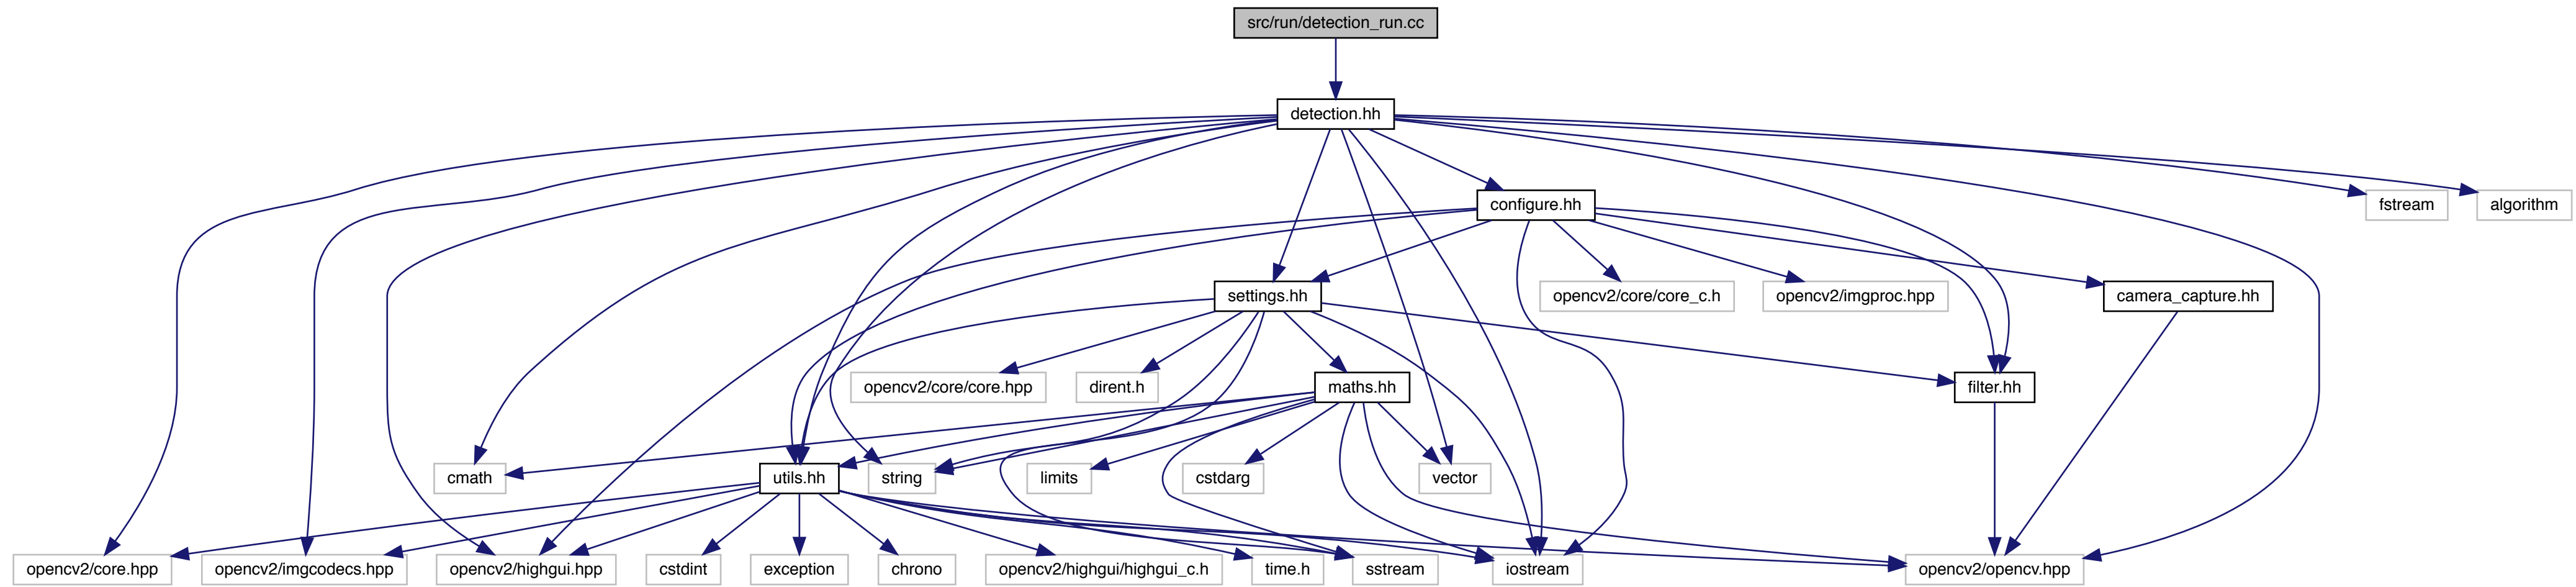 src/run/detection_run.cc
detection.hh
configure.hh
fstream
algorithm
settings.hh
opencv2/core/core_c.h
opencv2/imgproc.hpp
camera_capture.hh
opencv2/core/core.hpp
dirent.h
maths.hh
filter.hh
cmath
utils.hh
string
limits
cstdarg
vector
opencv2/core.hpp
opencv2/imgcodecs.hpp
opencv2/highgui.hpp
cstdint
exception
chrono
opencv2/highgui/highgui_c.h
time.h
sstream
iostream
opencv2/opencv.hpp